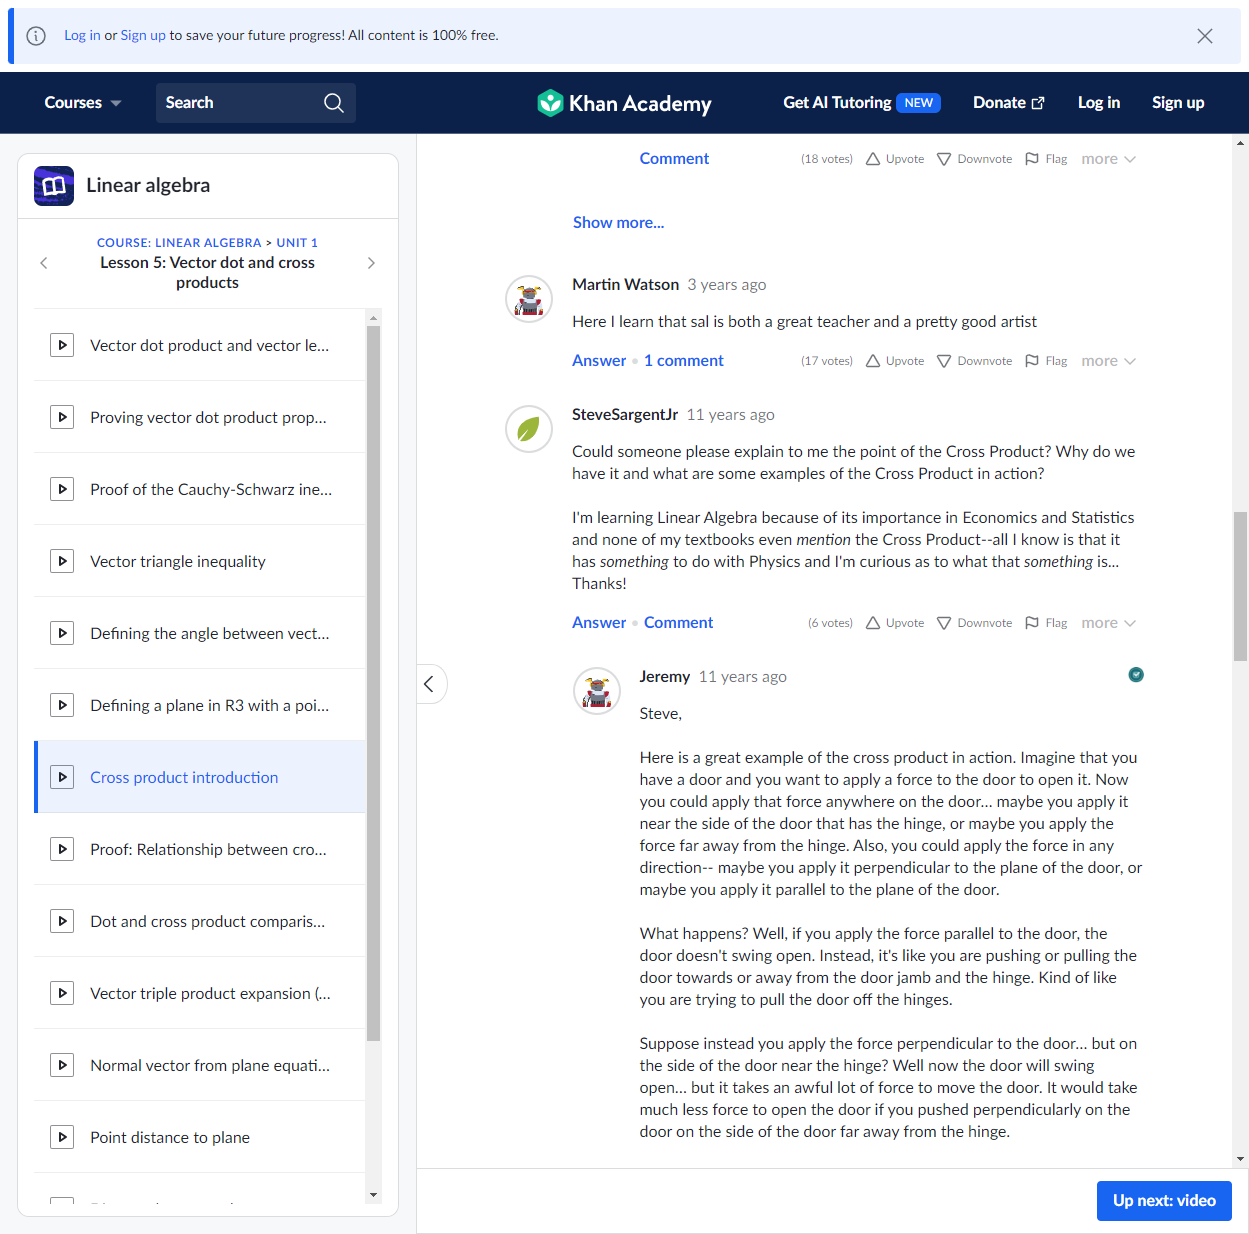 Log in or Sign up to save your future progress! All content is 100% free.
Courses
Search
Khan Academy
Get AI Tutoring NEW
Donate
Log in
Sign up
Linear algebra
COURSE: LINEAR ALGEBRA > UNIT 1
Lesson 5: Vector dot and cross
products
Vector dot product and vector le...
Proving vector dot product prop...
Proof of the Cauchy-Schwarz ine...
Vector triangle inequality
Defining the angle between vect...
Defining a plane in R3 with a poi...
Cross product introduction
Proof: Relationship between cro...
Dot and cross product comparis...
Vector triple product expansion (...
Normal vector from plane equati...
Point distance to plane
Comment (18 votes) Upvote Downvote Flag more
Show more...
Martin Watson 3 years ago
Here I learn that sal is both a great teacher and a pretty good artist
Answer • 1 comment (17 votes) Upvote Downvote Flag more
SteveSargentJr 11 years ago
Could someone please explain to me the point of the Cross Product? Why do we
have it and what are some examples of the Cross Product in action?
I'm learning Linear Algebra because of its importance in Economics and Statistics
and none of my textbooks even mention the Cross Product--all I know is that it
has something to do with Physics and I'm curious as to what that something is...
Thanks!
Answer • Comment (6 votes) Upvote Downvote Flag more
Jeremy 11 years ago
Steve,
Here is a great example of the cross product in action. Imagine that you
have a door and you want to apply a force to the door to open it. Now
you could apply that force anywhere on the door... maybe you apply it
near the side of the door that has the hinge, or maybe you apply the
force far away from the hinge. Also, you could apply the force in any
direction-- maybe you apply it perpendicular to the plane of the door, or
maybe you apply it parallel to the plane of the door.
What happens? Well, if you apply the force parallel to the door, the
door doesn't swing open. Instead, it's like you are pushing or pulling the
door towards or away from the door jamb and the hinge. Kind of like
you are trying to pull the door off the hinges.
Suppose instead you apply the force perpendicular to the door... but on
the side of the door near the hinge? Well now the door will swing
open... but it takes an awful lot of force to move the door. It would take
much less force to open the door if you pushed perpendicularly on the
door on the side of the door far away from the hinge.
Up next: video